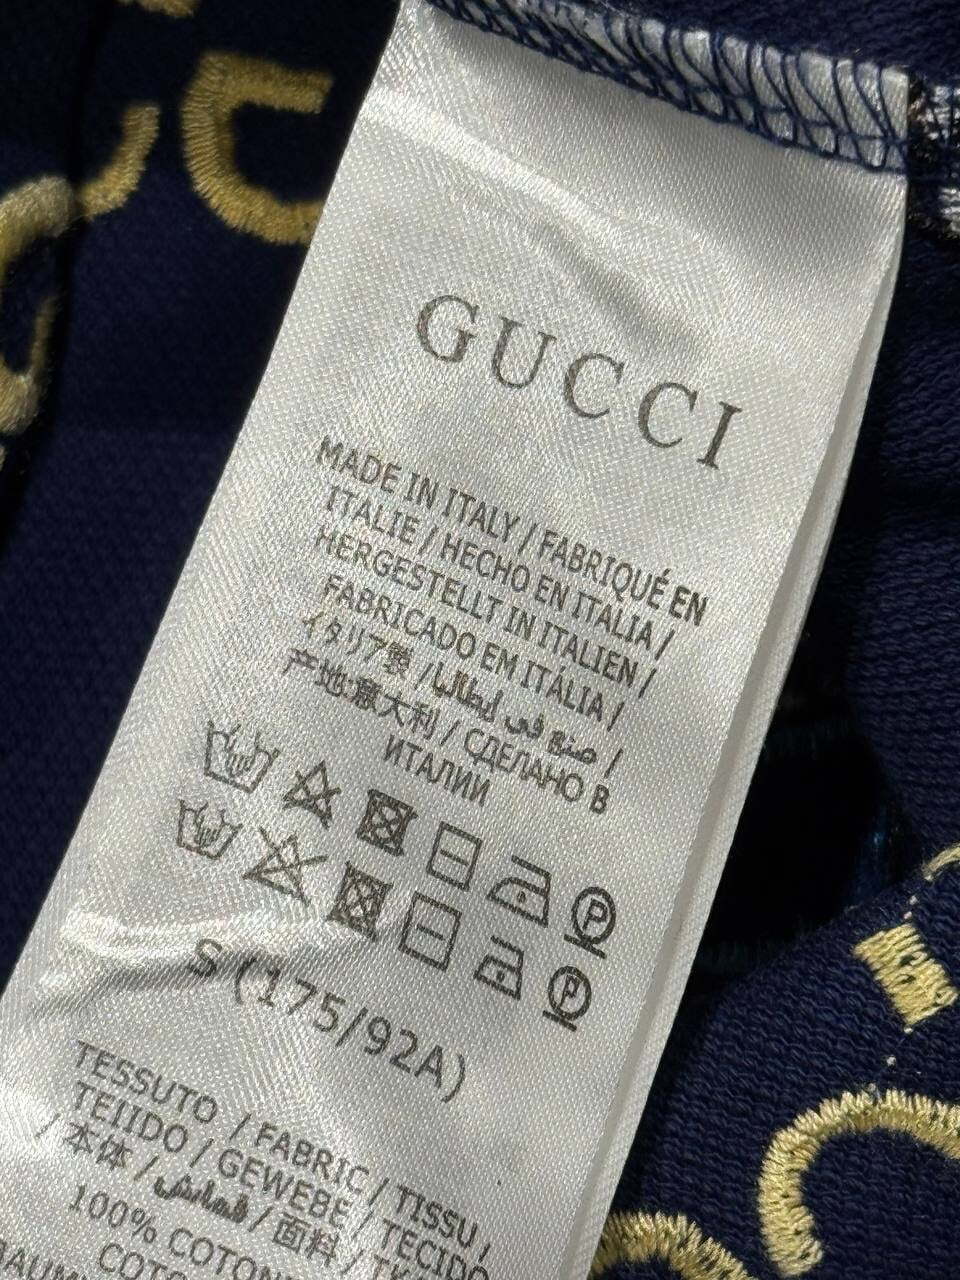 GUCCI
MADE IN ITALY / FABRIQUÉ EN
ITALIE / HECHO EN ITALIA /
HERGESTELLT IN ITALIEN /
FABRICADO EM ITÁLIA /
イタリア製 / صنع في إيطاليا /
产地:意大利 / СДЕЛАНО В
ИТАЛИИ
P
P
S (175/92A)
TESSUTO / FABRIC / TISSU /
TEIIDO / GEWEBE / TECIDO
/ 本体 / قماش / 面料 /
100% COTONE